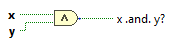 x
y
x .and. y?